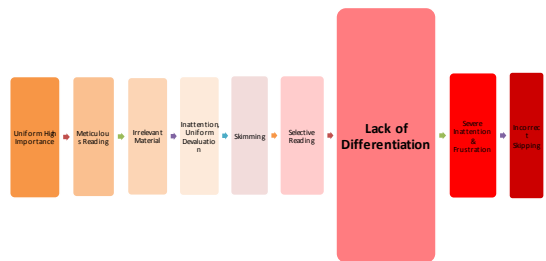 Uniform High
Importance
Meticulou
s Reading
Irrelevant
Material
Inattention,
Uniform
Devaluatio
n
Skimming
Selective
Reading
Lack of
Differentiation
Severe
Inattention
&
Frustration
Incorrec
t
Skipping